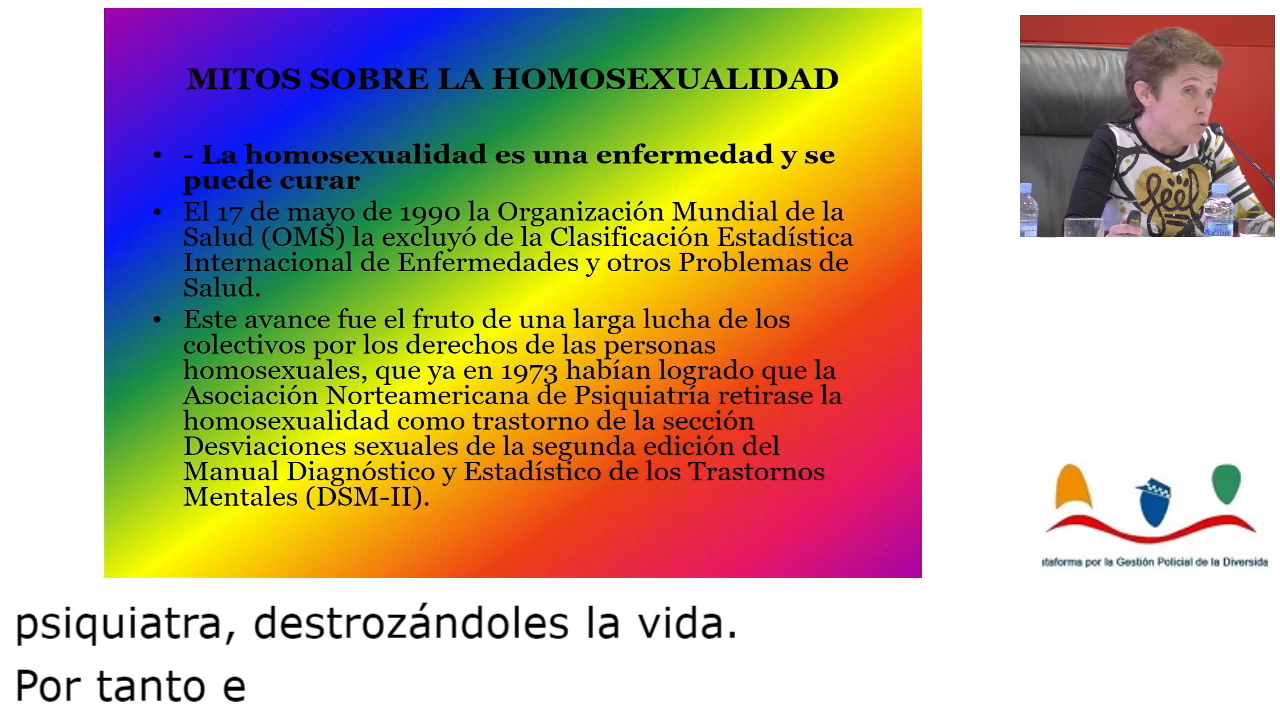 MITOS SOBRE LA HOMOSEXUALIDAD
• - La homosexualidad es una enfermedad y se
puede curar
• El 17 de mayo de 1990 la Organización Mundial de la
Salud (OMS) la excluyó de la Clasificación Estadística
Internacional de Enfermedades y otros Problemas de
Salud.
• Este avance fue el fruto de una larga lucha de los
colectivos por los derechos de las personas
homosexuales, que ya en 1973 habían logrado que la
Asociación Norteamericana de Psiquiatría retirase la
homosexualidad como trastorno de la sección
Desviaciones sexuales de la segunda edición del
Manual Diagnóstico y Estadístico de los Trastornos
Mentales (DSM-II).
feel
ataforma por la Gestión Policial de la Diversida
psiquiatra, destrozándoles la vida.
Por tanto e